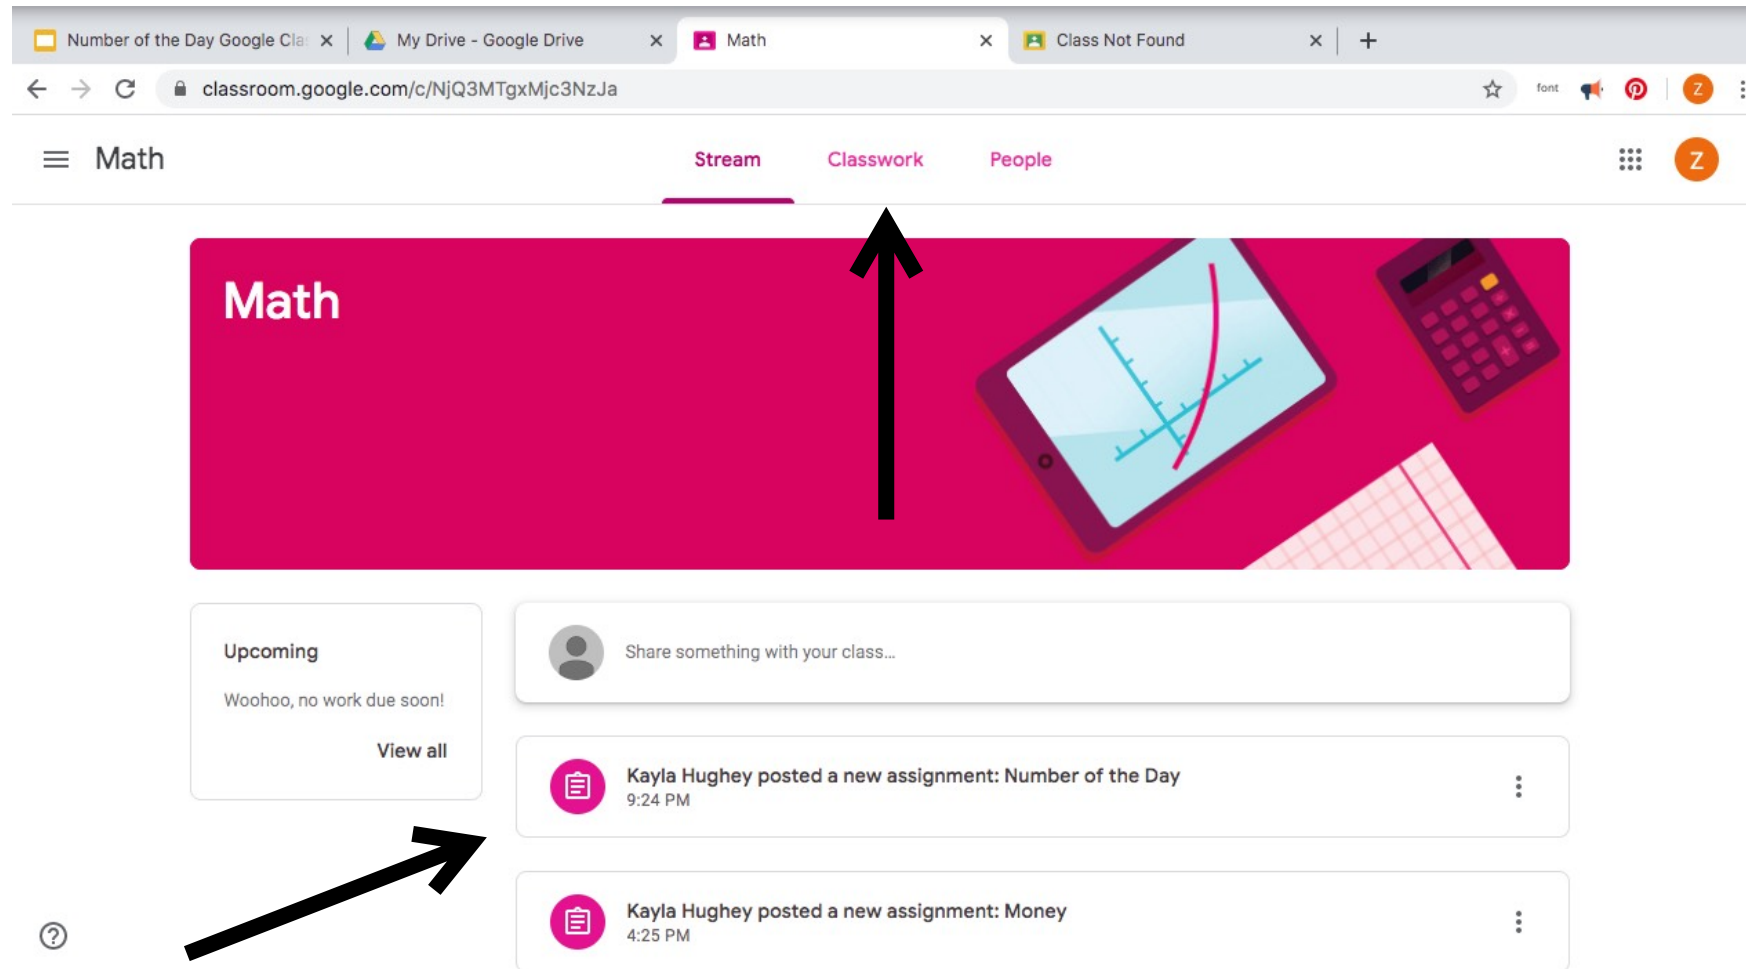 Number of the Day Google Cla
My Drive - Google Drive
Math
Class Not Found
classroom.google.com/c/NjQ3MTgxMjc3NzJa
font
Z
Math
Stream
Classwork
People
Z
Math
Upcoming
Woohoo, no work due soon!
View all
Share something with your class...
Kayla Hughey posted a new assignment: Number of the Day
9:24 PM
Kayla Hughey posted a new assignment: Money
4:25 PM